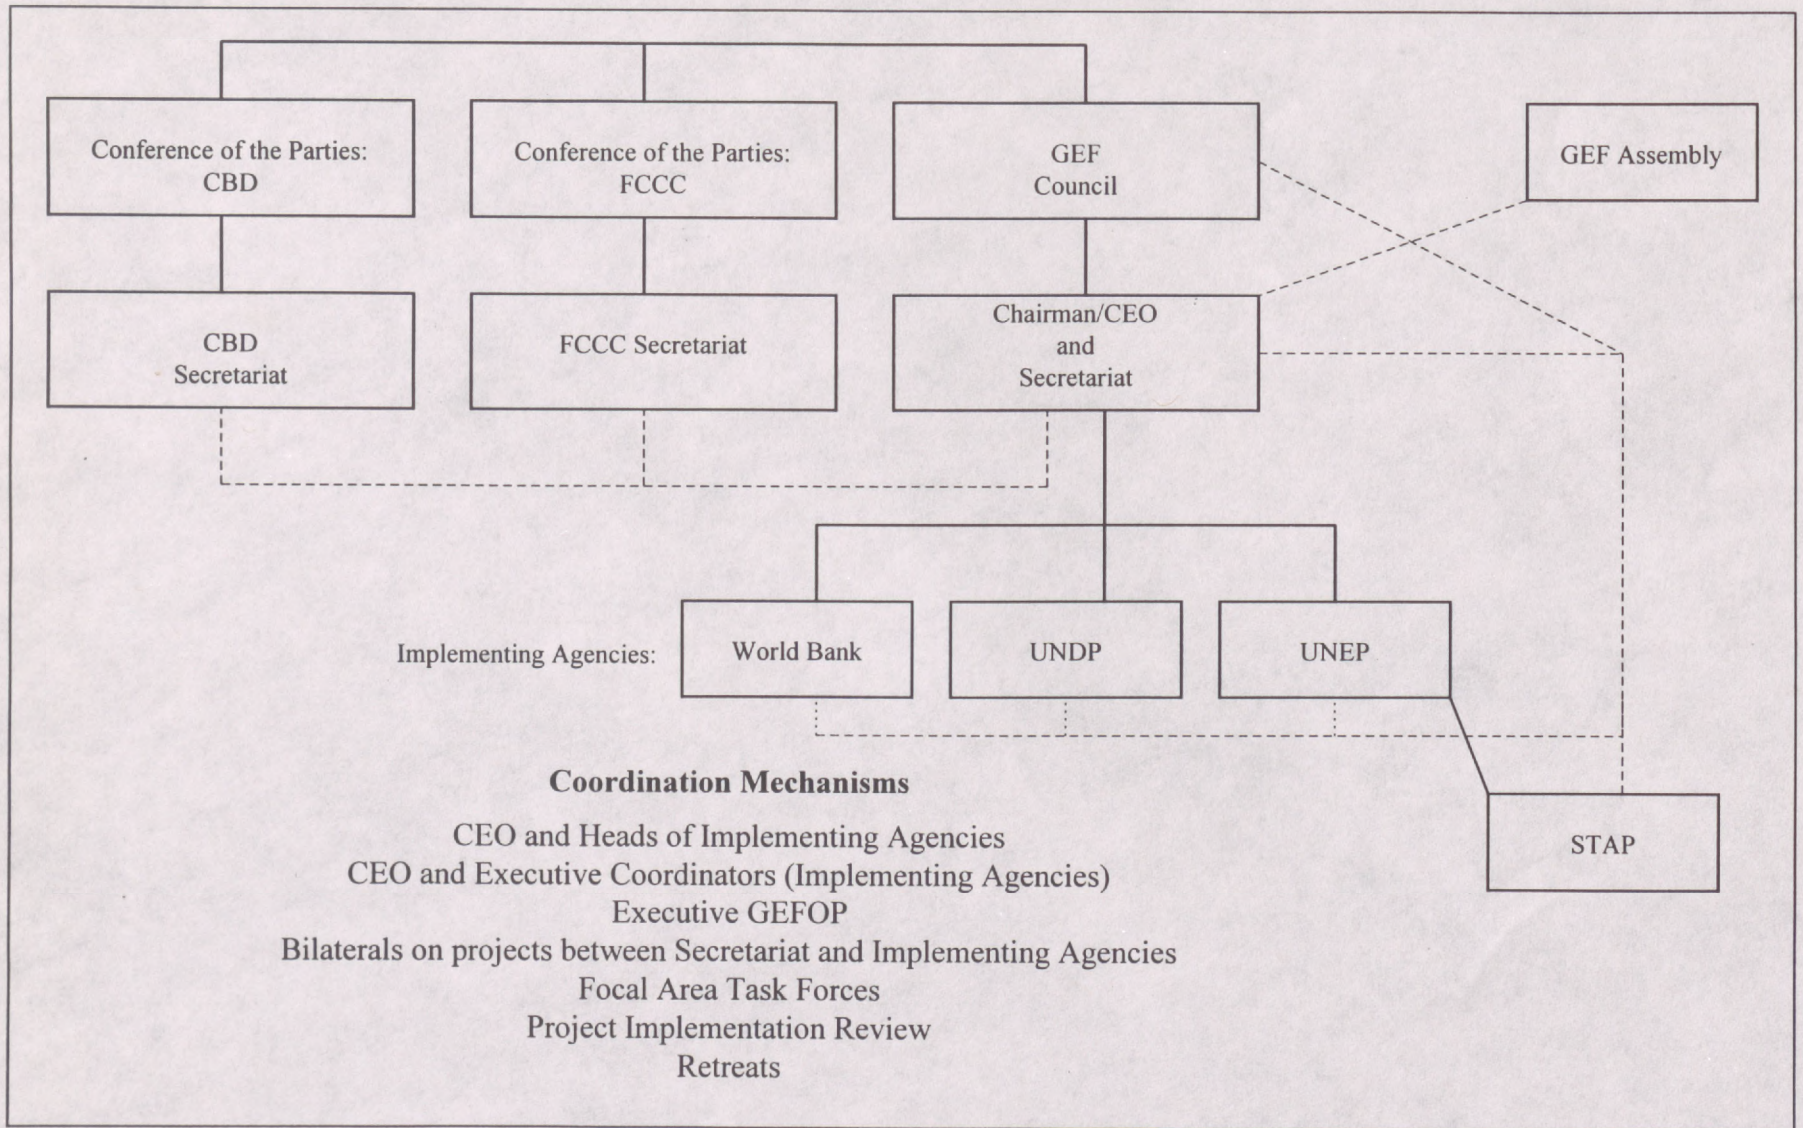 Conference of the Parties:
CBD
Conference of the Parties:
FCCC
GEF
Council
GEF Assembly
CBD
Secretariat
FCCC Secretariat
Chairman/CEO
and
Secretariat
Implementing Agencies:
World Bank
UNDP
UNEP
STAP
Coordination Mechanisms
CEO and Heads of Implementing Agencies
CEO and Executive Coordinators (Implementing Agencies)
Executive GEFOP
Bilaterals on projects between Secretariat and Implementing Agencies
Focal Area Task Forces
Project Implementation Review
Retreats